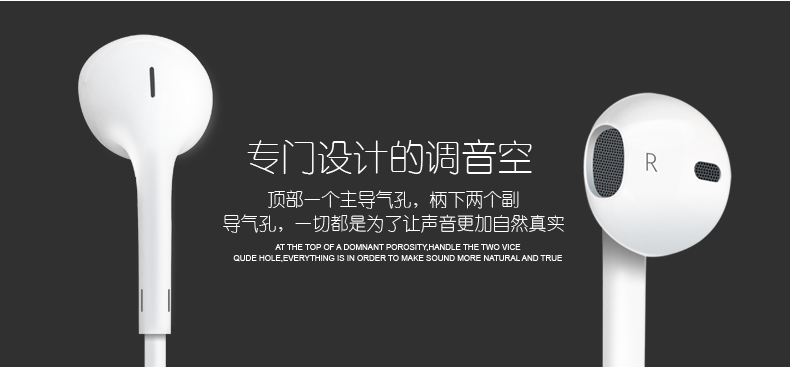 专门设计的调音空
R
顶部一个主导气孔，柄下两个副
导气孔，一切都是为了让声音更加自然真实
AT THE TOP OF A DOMNANT POROSITY,HANDLE THE TWO VICE
QUDE HOLE,EVERYTHING IS IN ORDER TO MAKE SOUND MORE NATURAL AND TRUE